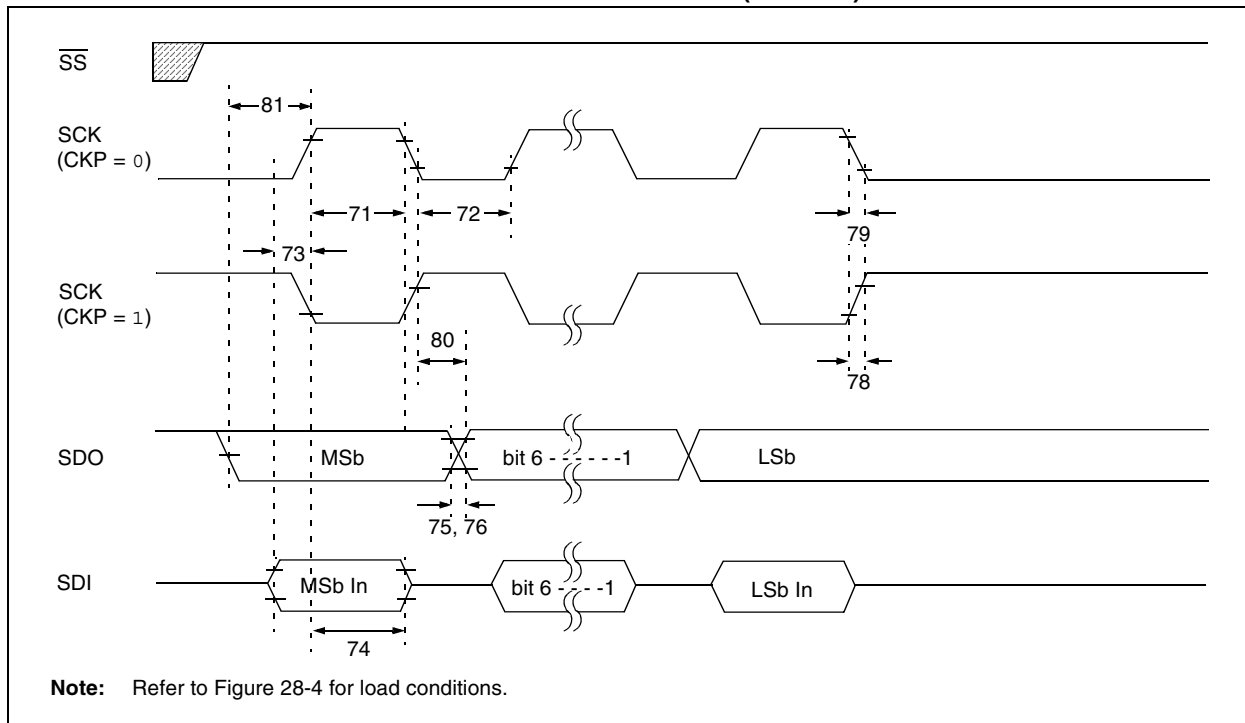 SS
81
SCK
(CKP = 0)
71
72
79
73
SCK
(CKP = 1)
80
78
SDO
MSb
bit 6 - - - - - -1
LSb
75, 76
SDI
MSb In
bit 6 - - - - -1
LSb In
74
Note: Refer to Figure 28-4 for load conditions.